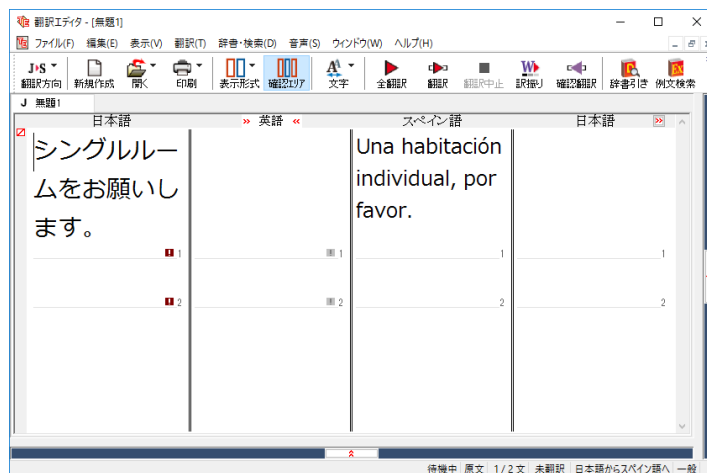 翻訳エディタ - [無題1]
ファイル(F) 編集(E) 表示(V) 翻訳(T) 辞書・検索(D) 音声(S) ウィンドウ(W) ヘルプ(H)
J▸S
翻訳方向 新規作成 開く 印刷 表示形式 確認エリア 文字 全翻訳 翻訳 翻訳中止 訳振り 確認翻訳 辞書引き 例文検索
J 無題1
日本語 » 英語 « スペイン語 日本語 »
シングルルー
ムをお願いし
ます。
Una habitación
individual, por
favor.
1 1 1 1
2 2 2 2
待機中 原文 1/2文 未翻訳 日本語からスペイン語へ 一般